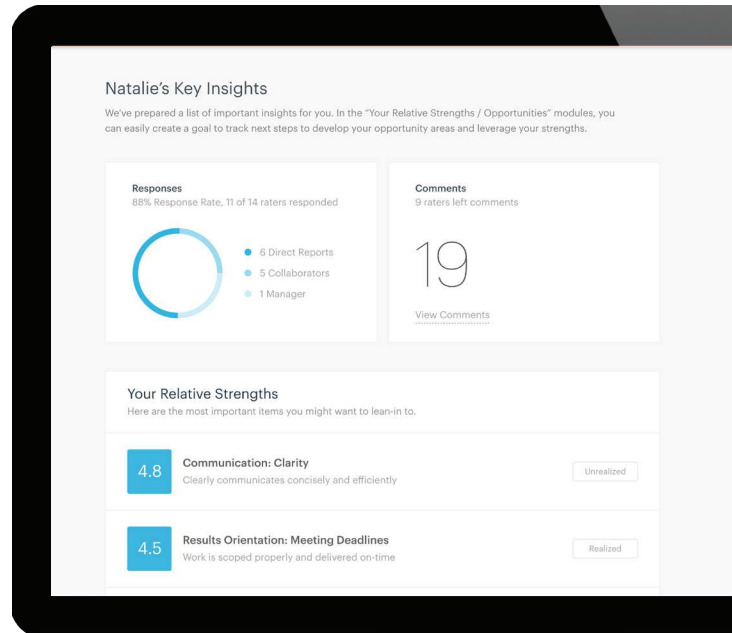 Natalie’s Key Insights
We’ve prepared a list of important insights for you. In the “Your Relative Strengths / Opportunities” modules, you
can easily create a goal to track next steps to develop your opportunity areas and leverage your strengths.
Responses
88% Response Rate, 11 of 14 raters responded
6 Direct Reports
5 Collaborators
1 Manager
Comments
9 raters left comments
19
View Comments
Your Relative Strengths
Here are the most important items you might want to lean-in to.
4.8
Communication: Clarity
Clearly communicates concisely and efficiently
Unrealized
4.5
Results Orientation: Meeting Deadlines
Work is scoped properly and delivered on-time
Realized